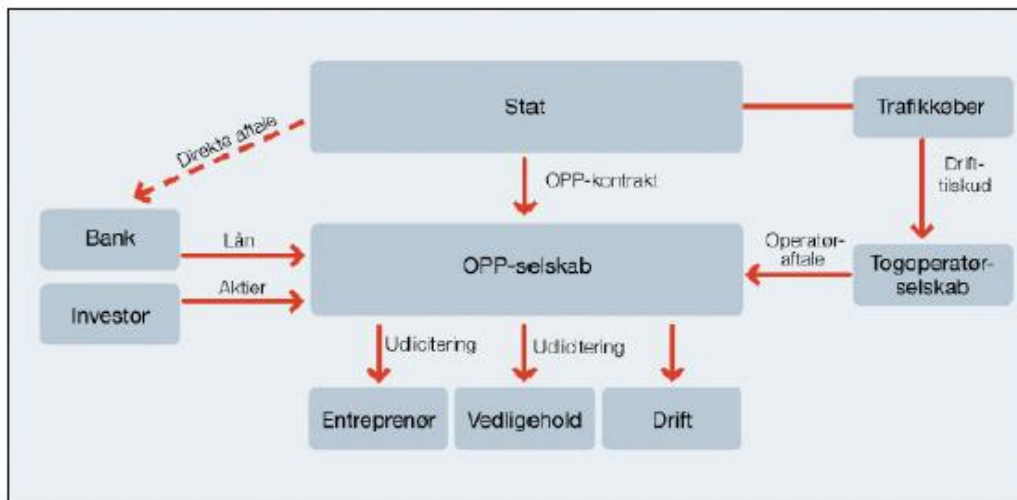 Stat
Trafikkøber
Direkte aftale
OPP-kontrakt
Drift-
tilskud
Bank
Lån
OPP-selskab
Operatør-
aftale
Togoperatør-
selskab
Investor
Aktier
Udlicitering
Udlicitering
Entreprenør
Vedligehold
Drift